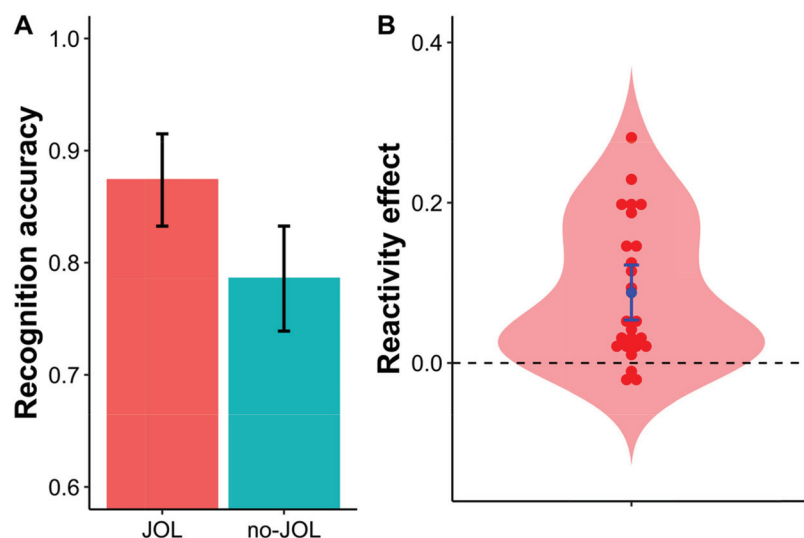 A
Recognition accuracy
1.0
0.9
0.8
0.7
0.6
JOL no-JOL
B
Reactivity effect
0.4
0.2
0.0